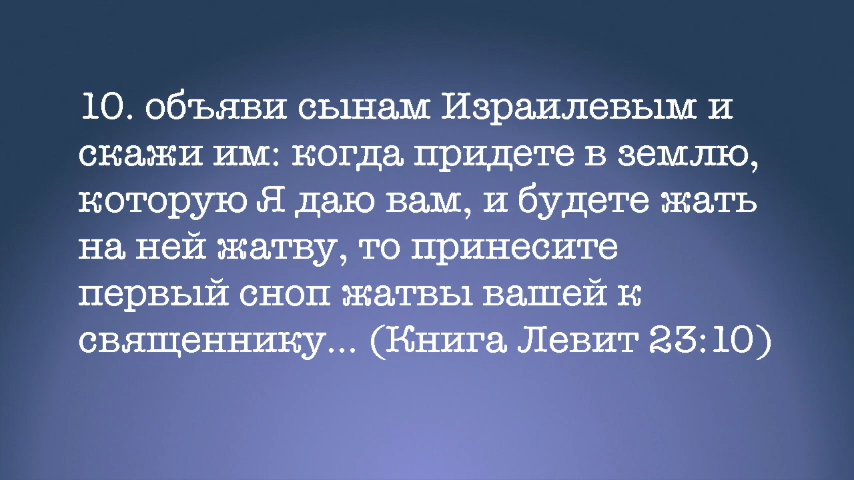 10. объяви сынам Израилевым и
скажи им: когда придете в землю,
которую Я даю вам, и будете жать
на ней жатву, то принесите
первый сноп жатвы вашей к
священнику... (Книга Левит 23:10)